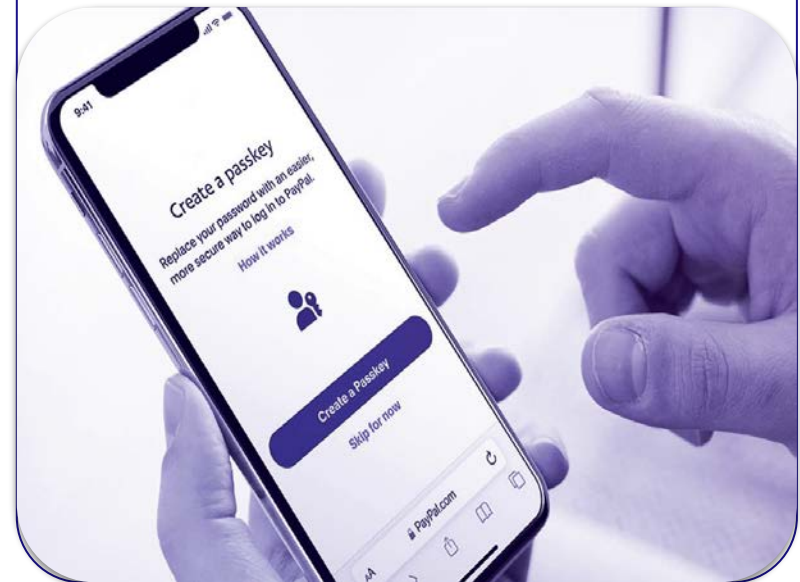 9:41
Create a passkey
Replace your password with an easier,
more secure way to log in to PayPal.
How it works
Create a Passkey
Skip for now
AA
PayPal.com